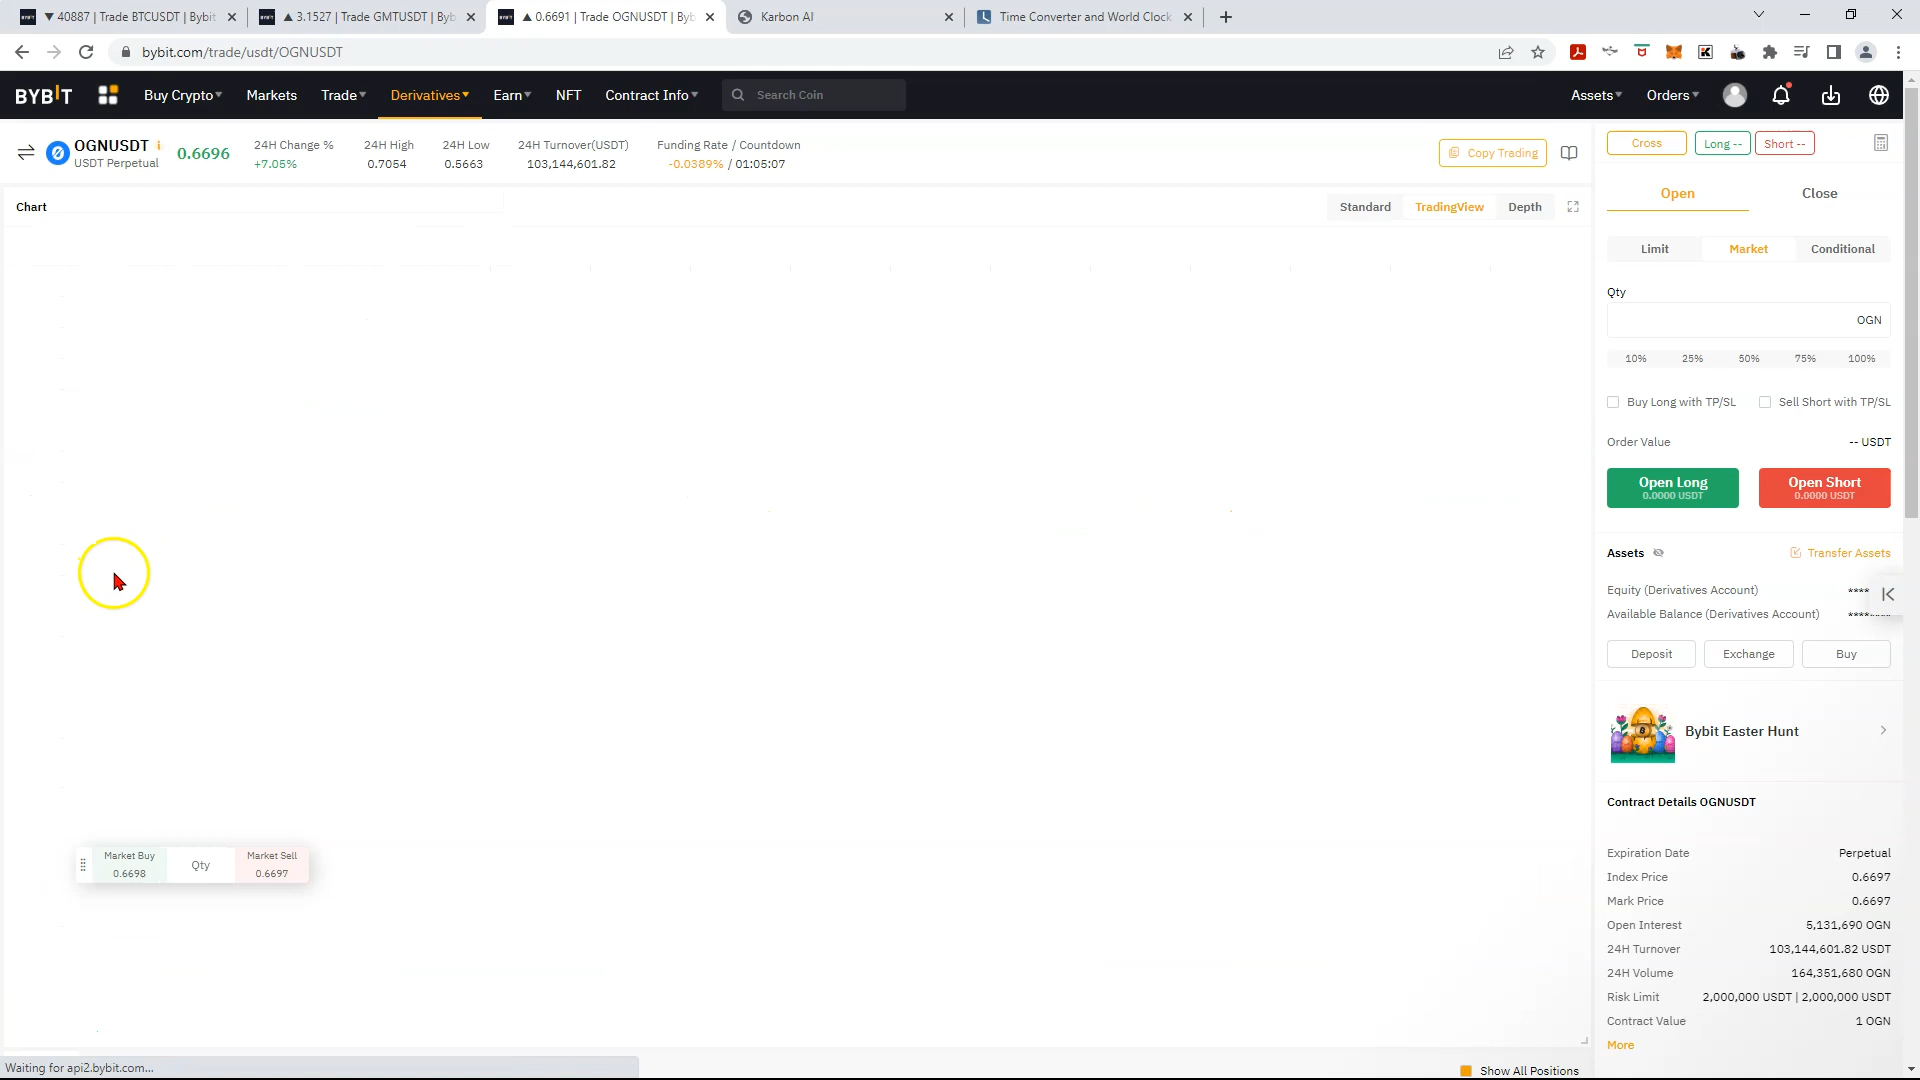 ▼ 40887 | Trade BTCUSDT | Bybit
▲ 3.1527 | Trade GMTUSDT | Byb
▲ 0.6691 | Trade OGNUSDT | Byb
Karbon AI
Time Converter and World Clock
bybit.com/trade/usdt/OGNUSDT
BYBIT
Buy Crypto
Markets
Trade
Derivatives
Earn
NFT
Contract Info
Search Coin
Assets
Orders
OGNUSDT
USDT Perpetual
0.6696
24H Change %
+7.05%
24H High
0.7054
24H Low
0.5663
24H Turnover(USDT)
103,144,601.82
Funding Rate / Countdown
-0.0389% / 01:05:07
Copy Trading
Cross
Long --
Short --
Chart
Standard
TradingView
Depth
Open
Close
Limit
Market
Conditional
Qty
OGN
10%
25%
50%
75%
100%
Buy Long with TP/SL
Sell Short with TP/SL
Order Value
-- USDT
Open Long
0.0000 USDT
Open Short
0.0000 USDT
Assets
Transfer Assets
Equity (Derivatives Account)
****
Available Balance (Derivatives Account)
Deposit
Exchange
Buy
Bybit Easter Hunt
Contract Details OGNUSDT
Market Buy
0.6698
Qty
Market Sell
0.6697
Expiration Date
Perpetual
Index Price
0.6697
Mark Price
0.6697
Open Interest
5,131,690 OGN
24H Turnover
103,144,601.82 USDT
24H Volume
164,351,680 OGN
Risk Limit
2,000,000 USDT | 2,000,000 USDT
Contract Value
1 OGN
More
Waiting for api2.bybit.com...
Show All Positions